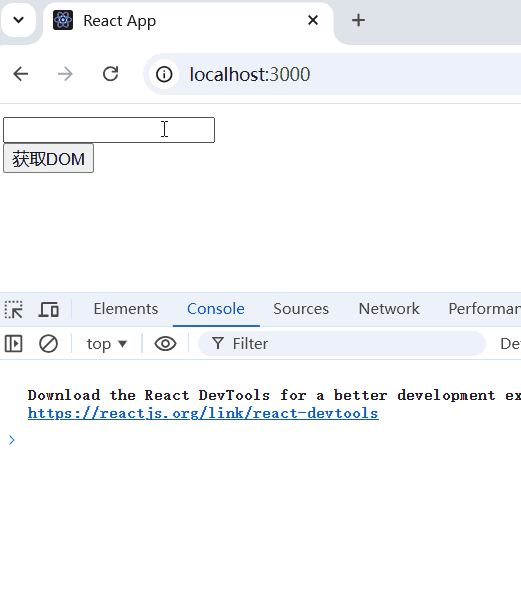 React App
localhost:3000
获取DOM
Elements Console Sources Network Performan
top Filter De
Download the React DevTools for a better development ex
https://reactjs.org/link/react-devtools